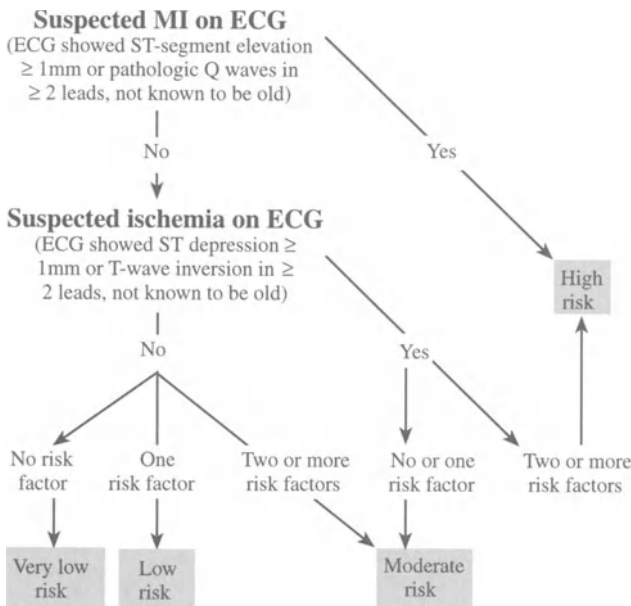 Suspected MI on ECG
(ECG showed ST-segment elevation
≥ 1mm or pathologic Q waves in
≥ 2 leads, not known to be old)
No
Yes
Suspected ischemia on ECG
(ECG showed ST depression ≥
1mm or T-wave inversion in ≥
2 leads, not known to be old)
High
risk
No
Yes
No risk
factor
One
risk factor
Two or more
risk factors
No or one
risk factor
Two or more
risk factors
Very low
risk
Low
risk
Moderate
risk